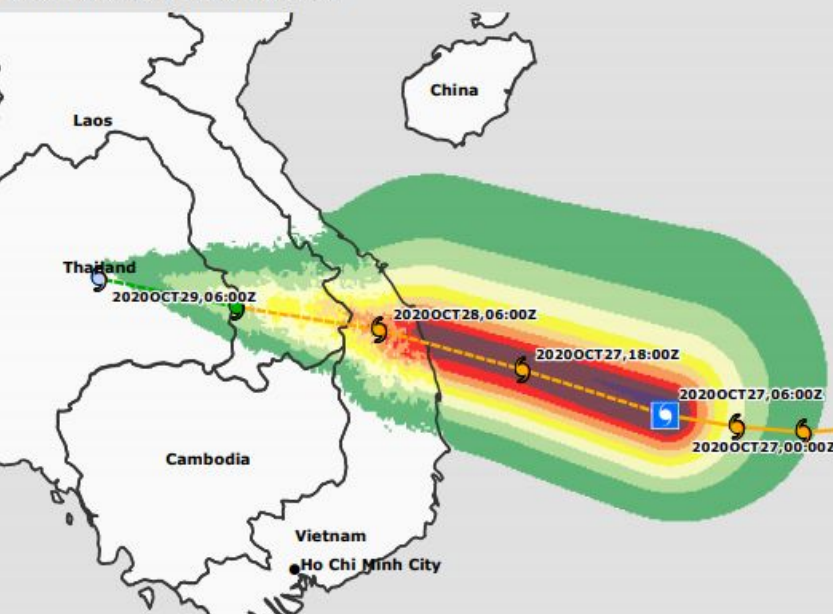 China
Laos
Thailand
2020OCT29,06:00Z
2020OCT28,06:00Z
2020OCT27,18:00Z
2020OCT27,06:00Z
2020OCT27,00:00Z
Cambodia
Vietnam
Ho Chi Minh City